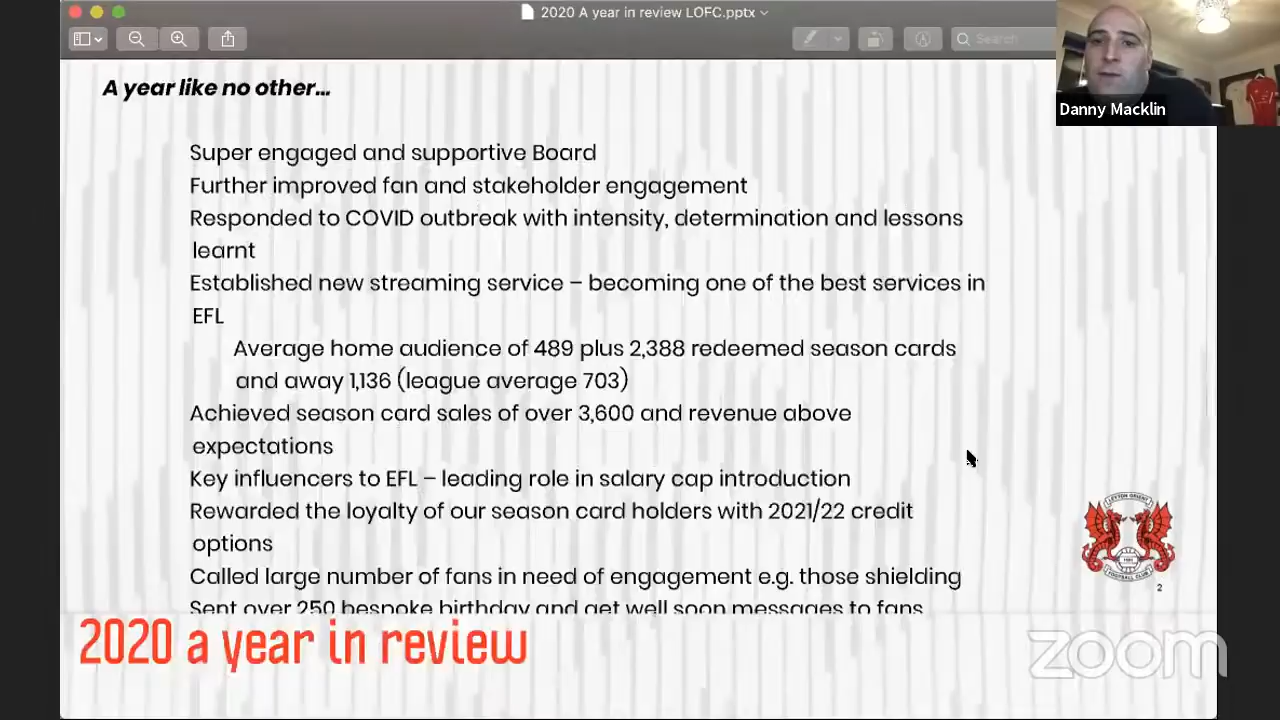 2020 A year in review LOFC.pptx
Search
Danny Macklin
A year like no other...
Super engaged and supportive Board
Further improved fan and stakeholder engagement
Responded to COVID outbreak with intensity, determination and lessons
learnt
Established new streaming service – becoming one of the best services in
EFL
Average home audience of 489 plus 2,388 redeemed season cards
and away 1,136 (league average 703)
Achieved season card sales of over 3,600 and revenue above
expectations
Key influencers to EFL – leading role in salary cap introduction
Rewarded the loyalty of our season card holders with 2021/22 credit
options
Called large number of fans in need of engagement e.g. those shielding
Sent over 250 bespoke birthday and get well soon messages to fans
LEYTON ORIENT
1881
FOOTBALL CLUB
2
2020 a year in review
zoom